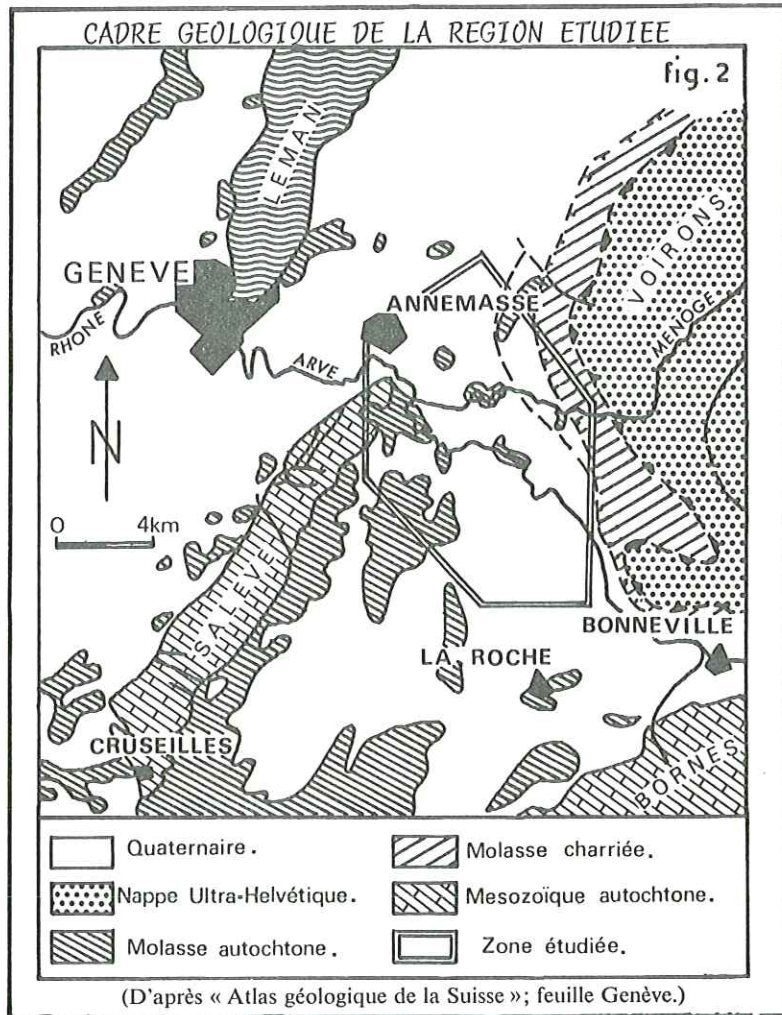 CADRE GEOLOGIQUE DE LA REGION ETUDIEE
fig. 2
LEMAN
GENEVE
RHONE
ARVE
ANNEMASSE
VOIRONS
MENOGE
N
0 4km
SALEVE
BONNEVILLE
LA ROCHE
CRUSEILLES
BORNES
Quaternaire.
Molasse charriée.
Nappe Ultra-Helvétique.
Mesozoïque autochtone.
Molasse autochtone.
Zone étudiée.
(D'après « Atlas géologique de la Suisse »; feuille Genève.)